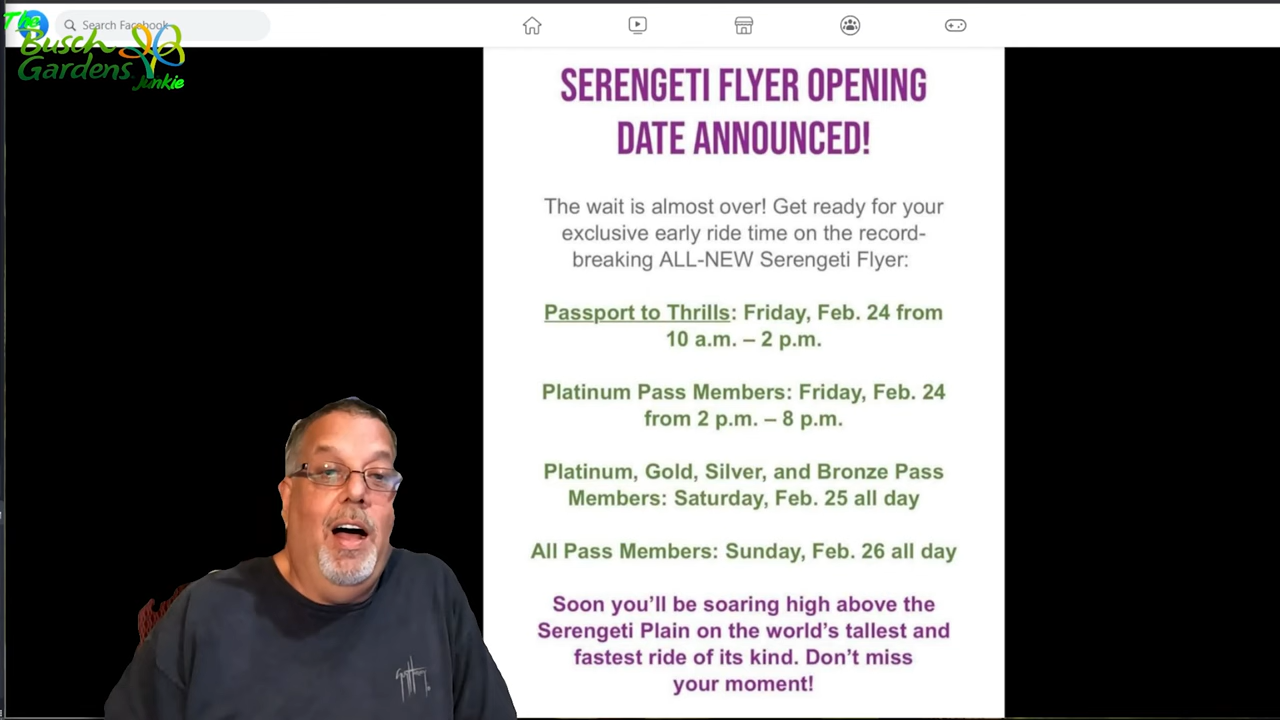 Search Facebook
The
Busch
Gardens
Junkie
SERENGETI FLYER OPENING
DATE ANNOUNCED!
The wait is almost over! Get ready for your
exclusive early ride time on the record-
breaking ALL-NEW Serengeti Flyer:
Passport to Thrills: Friday, Feb. 24 from
10 a.m. – 2 p.m.
Platinum Pass Members: Friday, Feb. 24
from 2 p.m. – 8 p.m.
Platinum, Gold, Silver, and Bronze Pass
Members: Saturday, Feb. 25 all day
All Pass Members: Sunday, Feb. 26 all day
Soon you’ll be soaring high above the
Serengeti Plain on the world’s tallest and
fastest ride of its kind. Don’t miss
your moment!